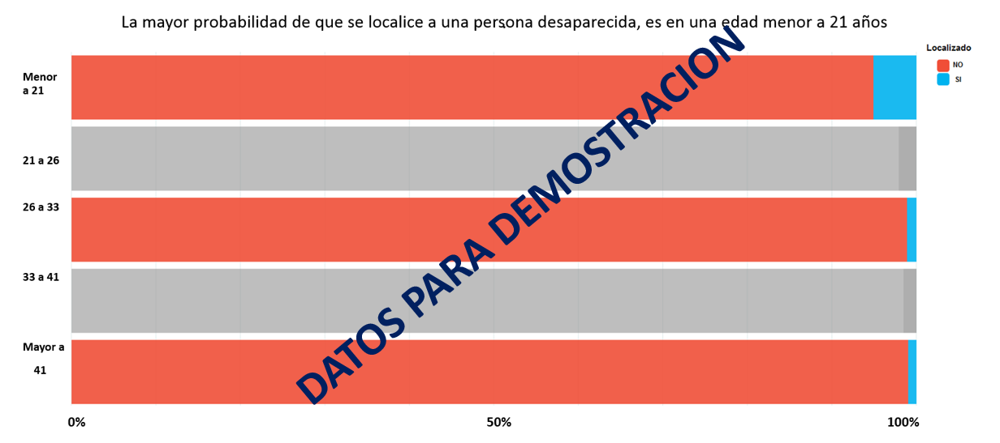 La mayor probabilidad de que se localice a una persona desaparecida, es en una edad menor a 21 años
Localizado
NO
SI
Menor
a 21
21 a 26
26 a 33
33 a 41
Mayor a
41
DATOS PARA DEMOSTRACION
0%
50%
100%